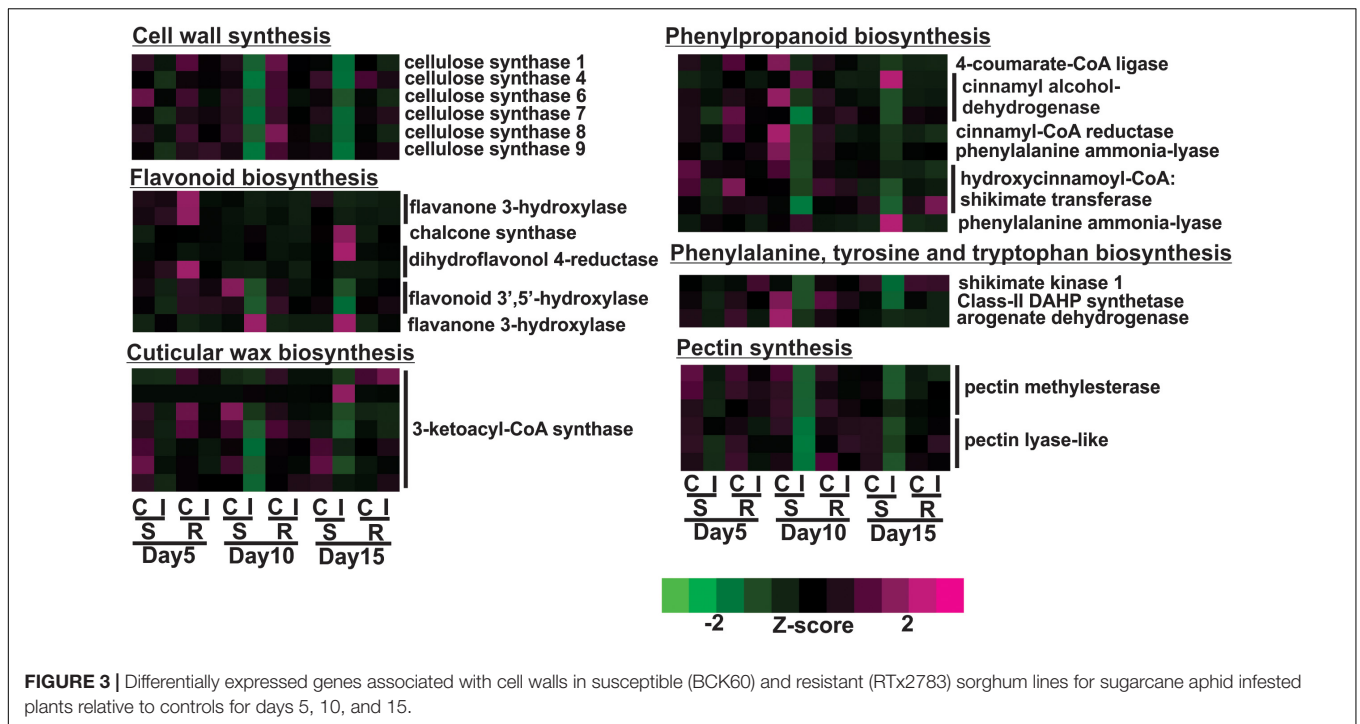 Cell wall synthesis
cellulose synthase 1
cellulose synthase 4
cellulose synthase 6
cellulose synthase 7
cellulose synthase 8
cellulose synthase 9
Flavonoid biosynthesis
flavanone 3-hydroxylase
chalcone synthase
dihydroflavonol 4-reductase
flavonoid 3',5'-hydroxylase
flavanone 3-hydroxylase
Cuticular wax biosynthesis
3-ketoacyl-CoA synthase
C I C I C I C I C I C I
S R S R S R
Day5 Day10 Day15
Phenylpropanoid biosynthesis
4-coumarate-CoA ligase
cinnamyl alcohol-
dehydrogenase
cinnamyl-CoA reductase
phenylalanine ammonia-lyase
hydroxycinnamoyl-CoA:
shikimate transferase
phenylalanine ammonia-lyase
Phenylalanine, tyrosine and tryptophan biosynthesis
shikimate kinase 1
Class-II DAHP synthetase
arogenate dehydrogenase
Pectin synthesis
pectin methylesterase
pectin lyase-like
C I C I C I C I C I C I
S R S R S R
Day5 Day10 Day15
-2 Z-score 2
FIGURE 3 | Differentially expressed genes associated with cell walls in susceptible (BCK60) and resistant (RTx2783) sorghum lines for sugarcane aphid infested
plants relative to controls for days 5, 10, and 15.